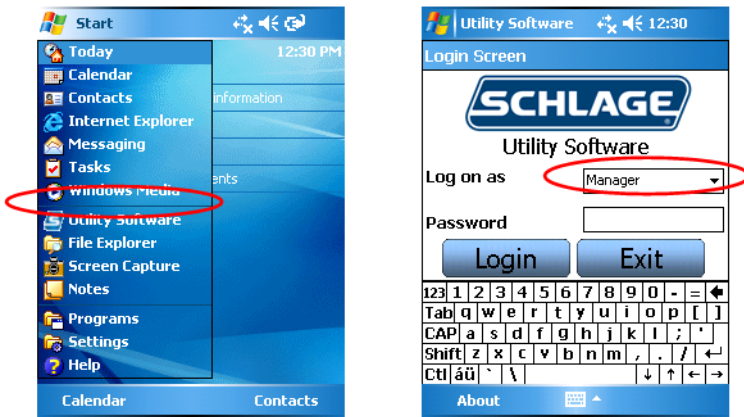 Start
Today
12:30 PM
Calendar
Contacts
information
Internet Explorer
Messaging
Tasks
ents
Windows Media
Utility Software
File Explorer
Screen Capture
Notes
Programs
Settings
Help
Calendar Contacts
Utility Software 12:30
Login Screen
SCHLAGE
Utility Software
Log on as Manager
Password
Login Exit
123 1 2 3 4 5 6 7 8 9 0 - =
Tab q w e r t y u i o p [ ]
CAP a s d f g h j k l ; '
Shift z x c v b n m , . /
Ctl áü ` \
About